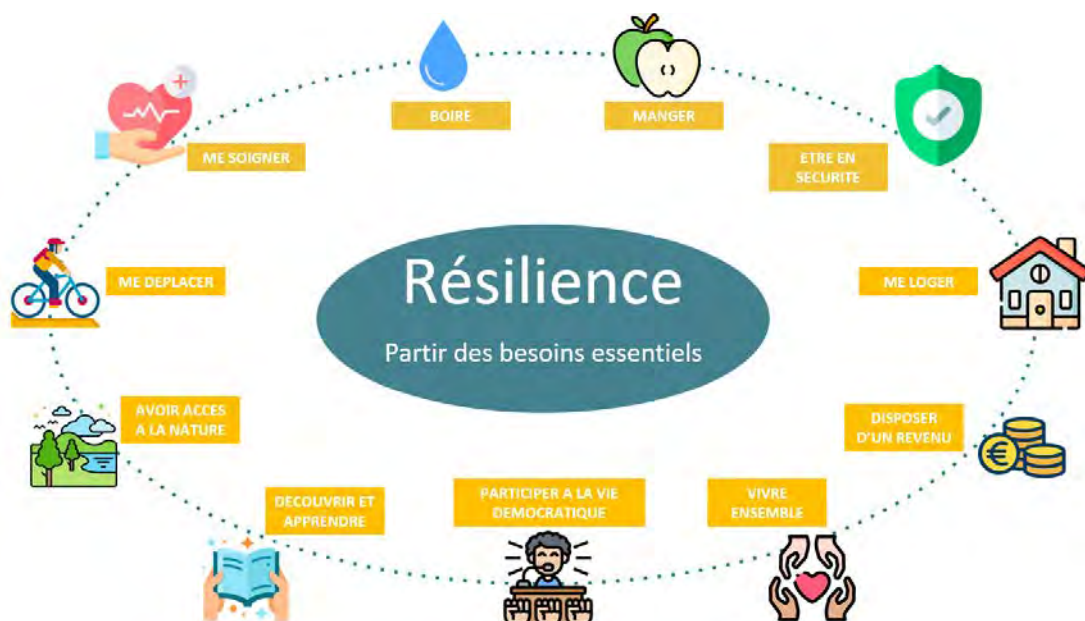 Résilience
Partir des besoins essentiels
BOIRE
MANGER
ETRE EN
SECURITE
ME LOGER
DISPOSER
D'UN REVENU
VIVRE
ENSEMBLE
PARTICIPER A LA VIE
DEMOCRATIQUE
DECOUVRIR ET
APPRENDRE
AVOIR ACCES
A LA NATURE
ME DEPLACER
ME SOIGNER